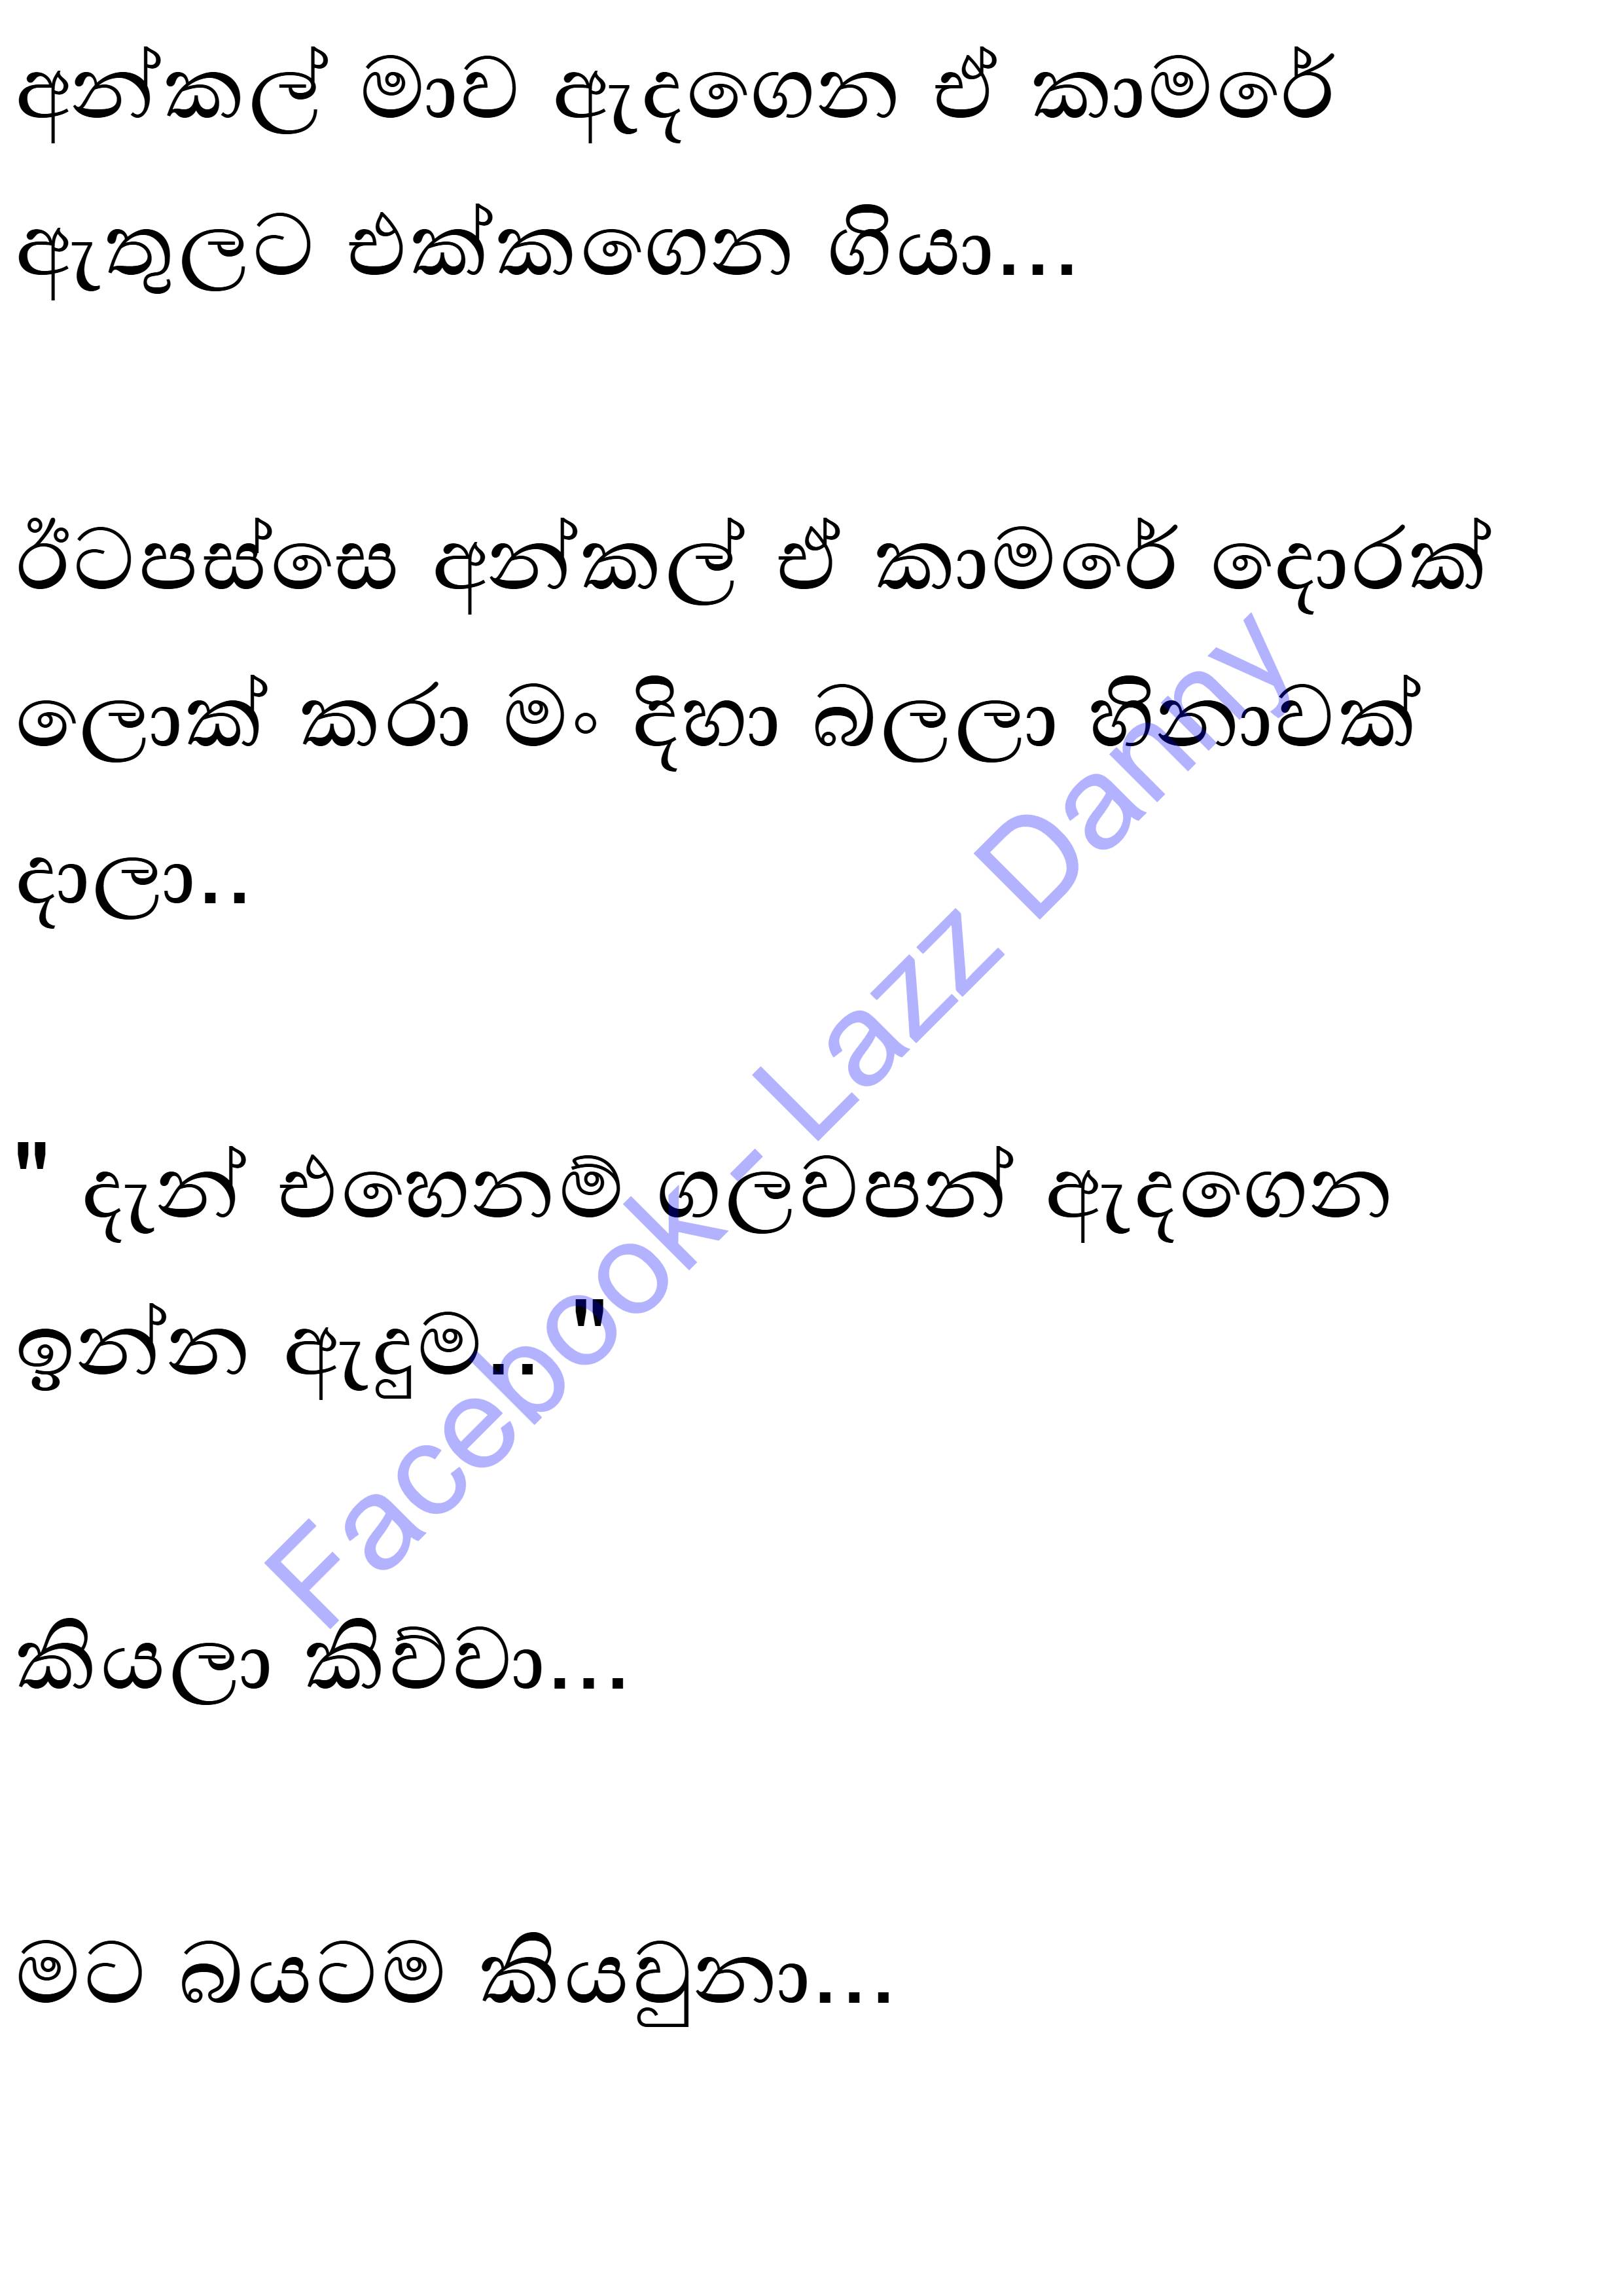 අන්කල් මාව ඇදගෙන ඒ කාමරේ
ඇතුලට එක්කගෙන ගියා...
ඊටපස්සෙ අන්කල් ඒ කාමරේ දොරක්
ලොක් කරා මං දිහා බලලා හිනාවක්
දාලා..
" දැන් එහෙනම් ගලවපන් ඇදගෙන
ඉන්න ඇදුම.. "
කියලා කිව්වා...
මට බයටම කියවුනා...
Facebook - Lazz Danny